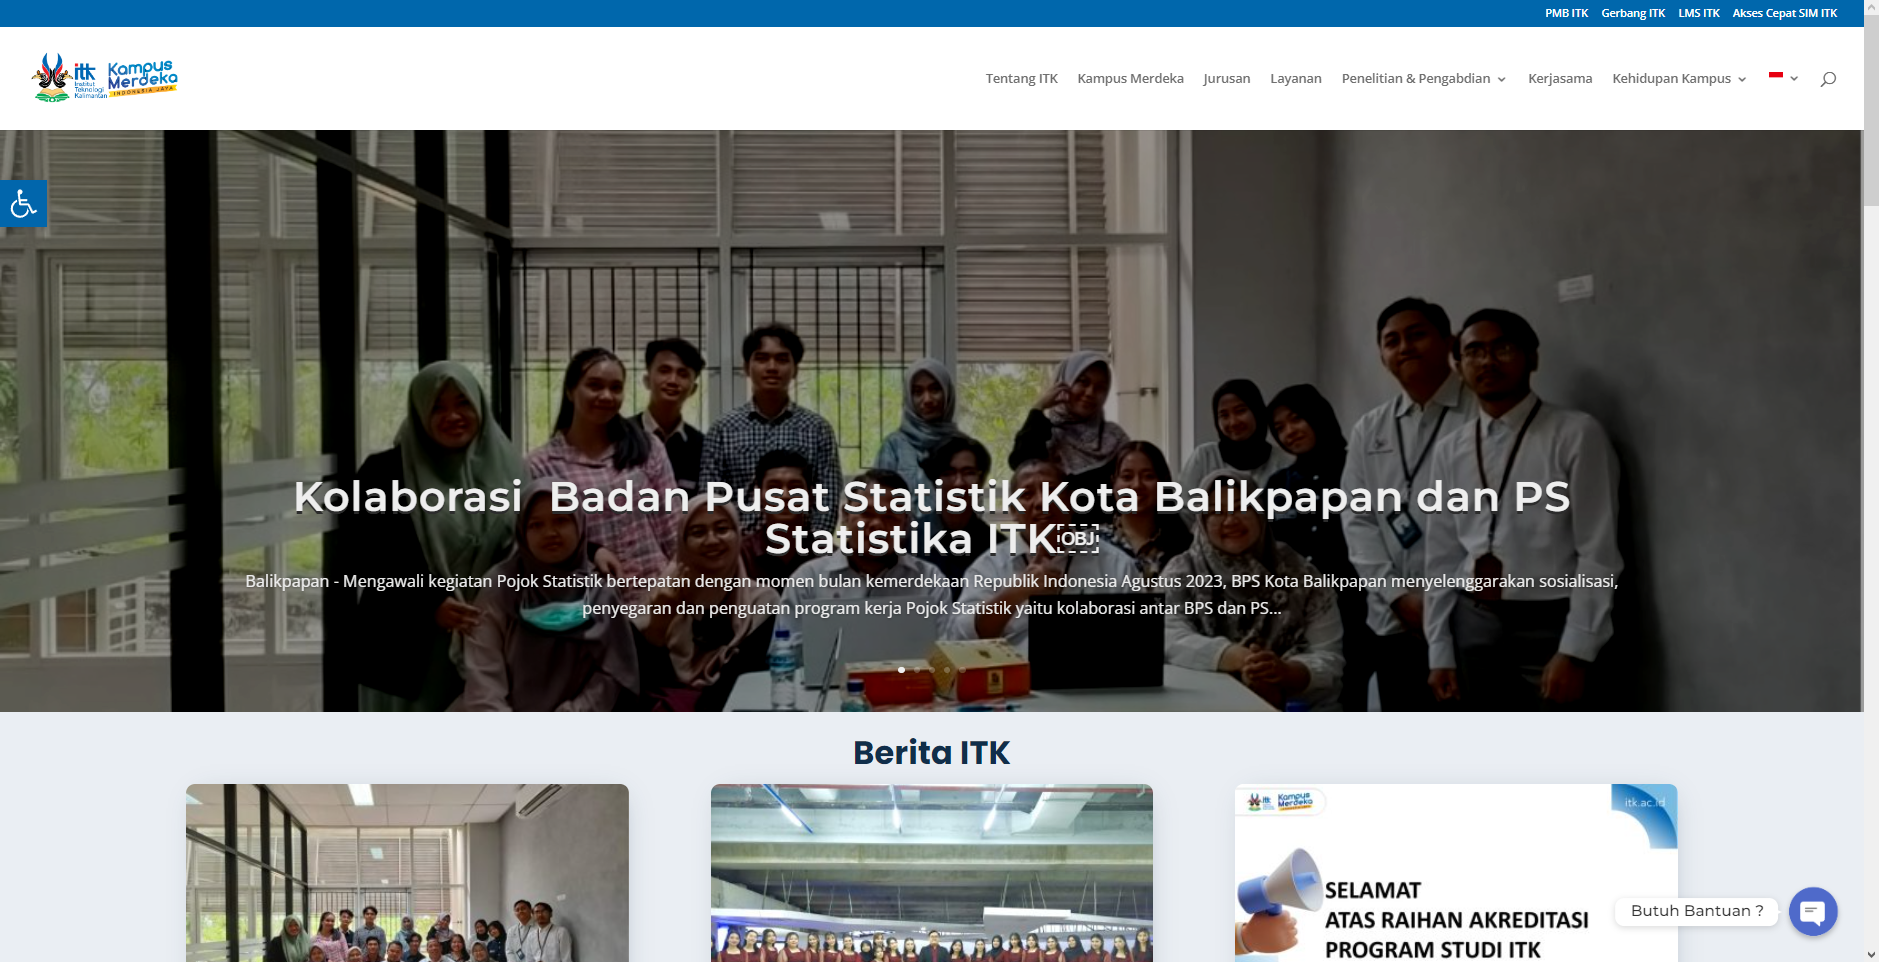 PMB ITK Gerbang ITK LMS ITK Akses Cepat SIM ITK
itk
Institut
Teknologi
Kalimantan
Kampus
Merdeka
INDONESIA JAYA
Tentang ITK Kampus Merdeka Jurusan Layanan Penelitian & Pengabdian Kerjasama Kehidupan Kampus
Kolaborasi Badan Pusat Statistik Kota Balikpapan dan PS
Statistika ITK OBJ
Balikpapan - Mengawali kegiatan Pojok Statistik bertepatan dengan momen bulan kemerdekaan Republik Indonesia Agustus 2023, BPS Kota Balikpapan menyelenggarakan sosialisasi,
penyegaran dan penguatan program kerja Pojok Statistik yaitu kolaborasi antar BPS dan PS...
Berita ITK
itk
Kampus
Merdeka
itk.ac.id
SELAMAT
ATAS RAIHAN AKREDITASI
PROGRAM STUDI ITK
Butuh Bantuan ?